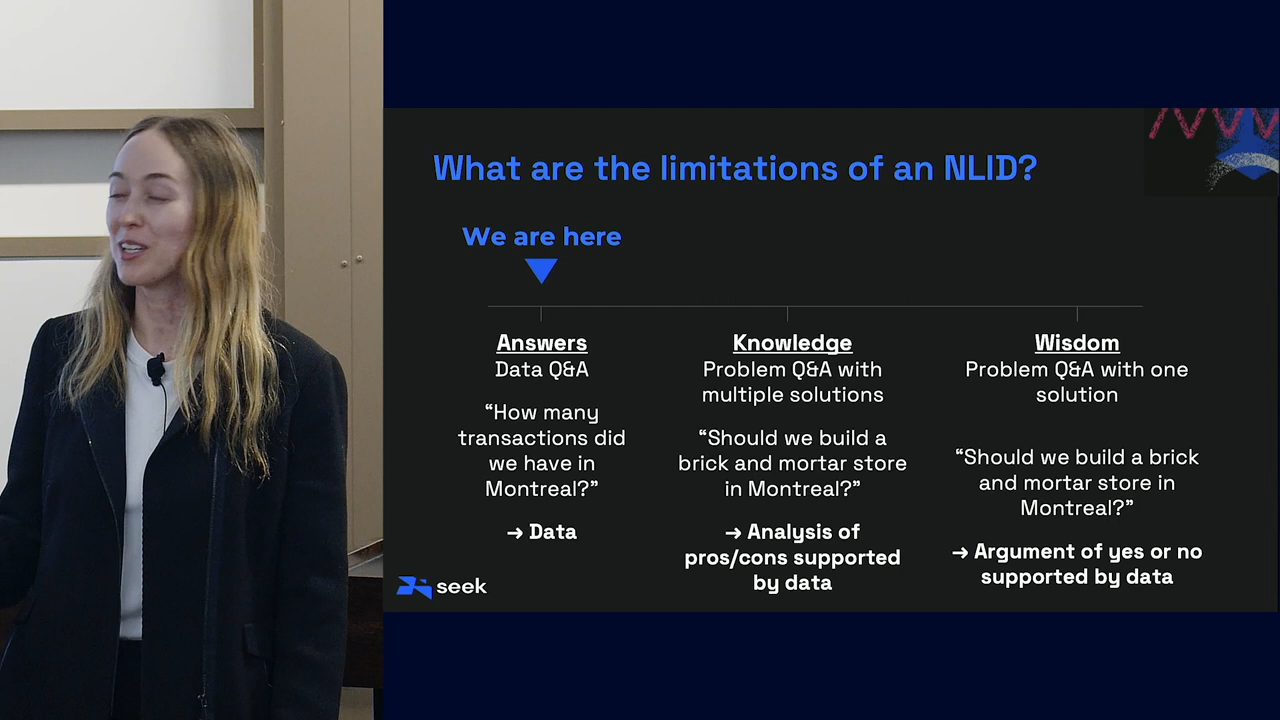 What are the limitations of an NLID?
We are here
Answers
Data Q&A
“How many
transactions did
we have in
Montreal?”
→ Data
Knowledge
Problem Q&A with
multiple solutions
“Should we build a
brick and mortar store
in Montreal?”
→ Analysis of
pros/cons supported
by data
Wisdom
Problem Q&A with one
solution
“Should we build a brick
and mortar store in
Montreal?”
→ Argument of yes or no
supported by data
seek